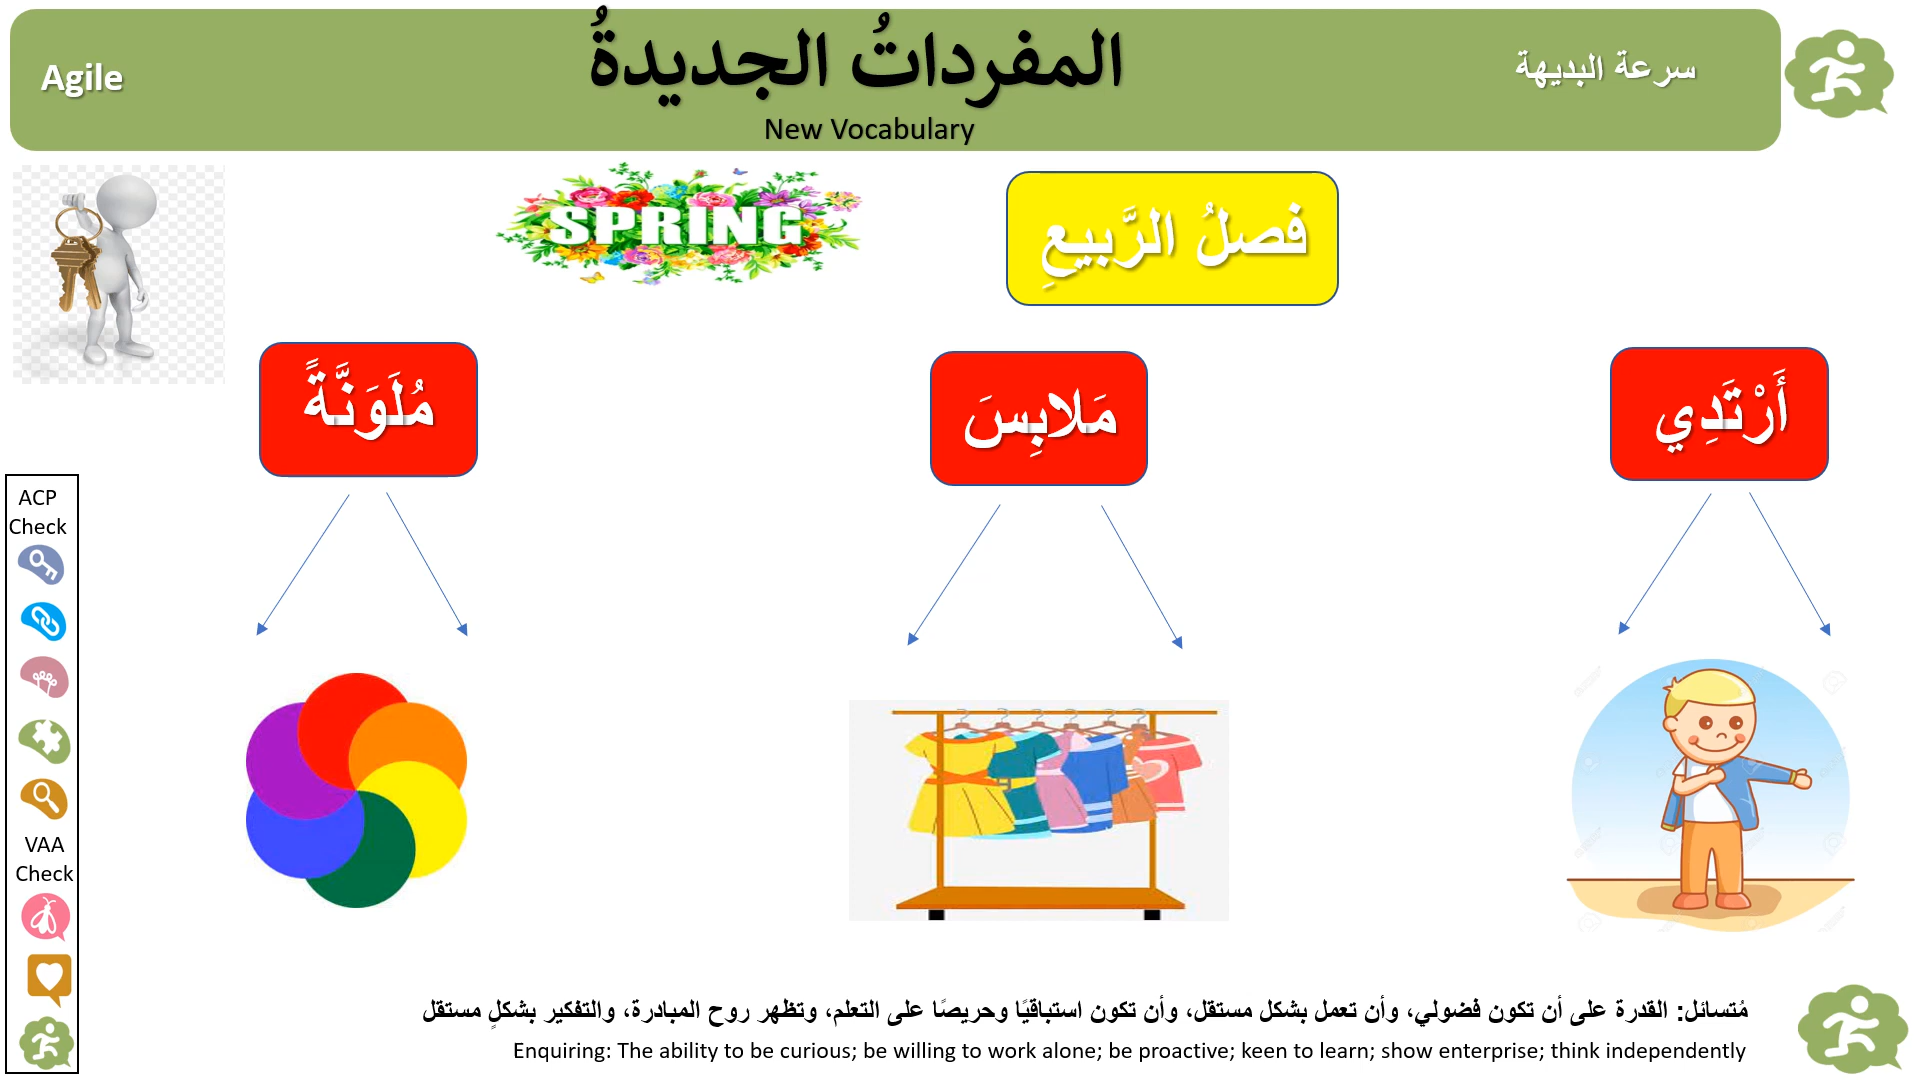 Agile
المفرداتُ الجديدةُ
سرعة البديهة
New Vocabulary
SPRING
فصلُ الرَّبيعِ
أَرْتَدِي
مَلابِسَ
مُلَوَنَّةً
ACP
Check
VAA
Check
مُتسائل: القدرة على أن تكون فضولي، وأن تعمل بشكل مستقل، وأن تكون استباقيًا وحريصًا على التعلم، وتظهر روح المبادرة، والتفكير بشكلٍ مستقل
Enquiring: The ability to be curious; be willing to work alone; be proactive; keen to learn; show enterprise; think independently